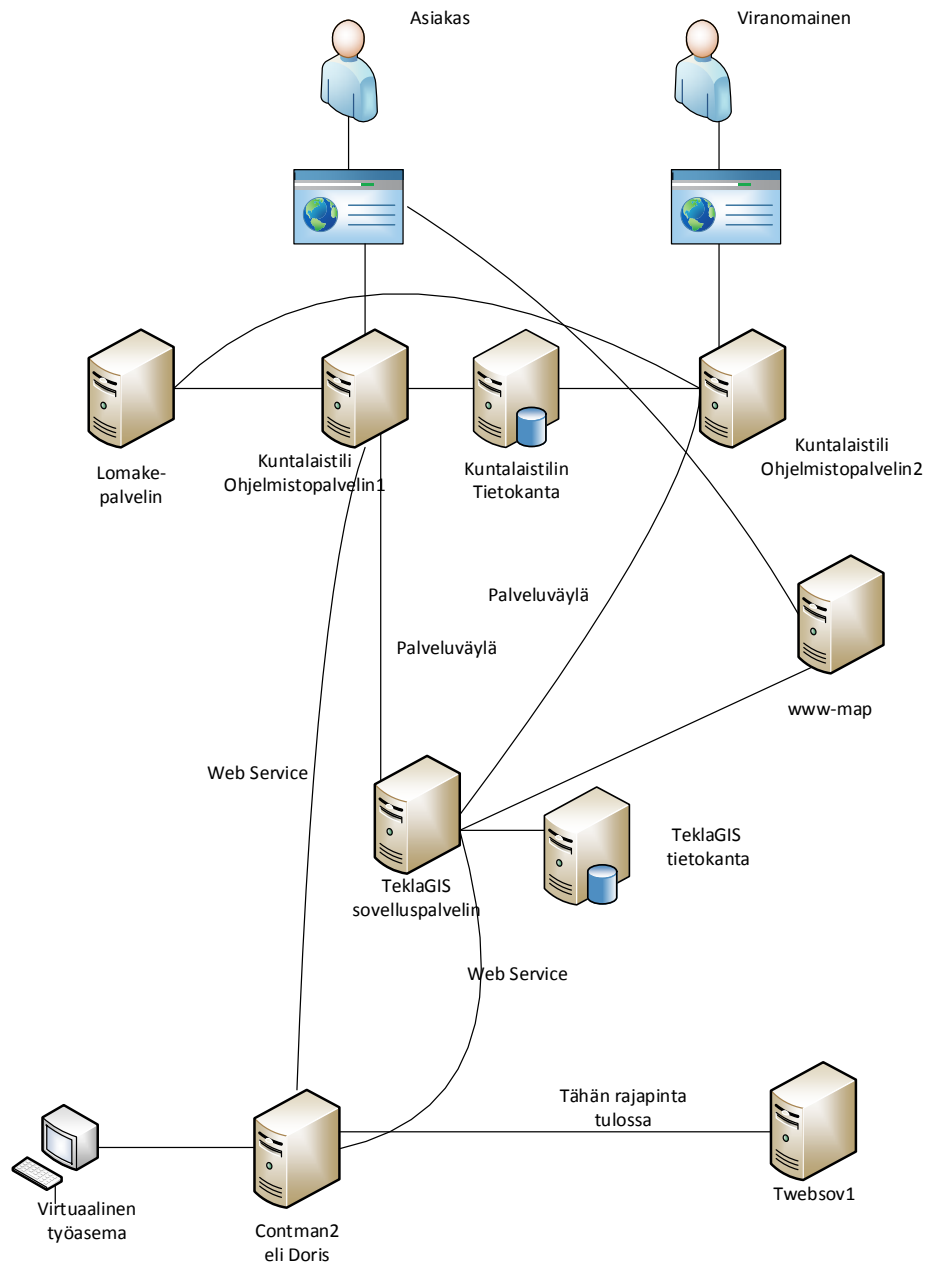 Asiakas
Viranomainen
Lomake-
palvelin
Kuntalaistili
Ohjelmistopalvelin1
Kuntalaistilin
Tietokanta
Kuntalaistili
Ohjelmistopalvelin2
Palveluväylä
Palveluväylä
www-map
Web Service
TeklaGIS
sovelluspalvelin
TeklaGIS
tietokanta
Web Service
Tähän rajapinta
tulossa
Virtuaalinen
työasema
Contman2
eli Doris
Twebsov1